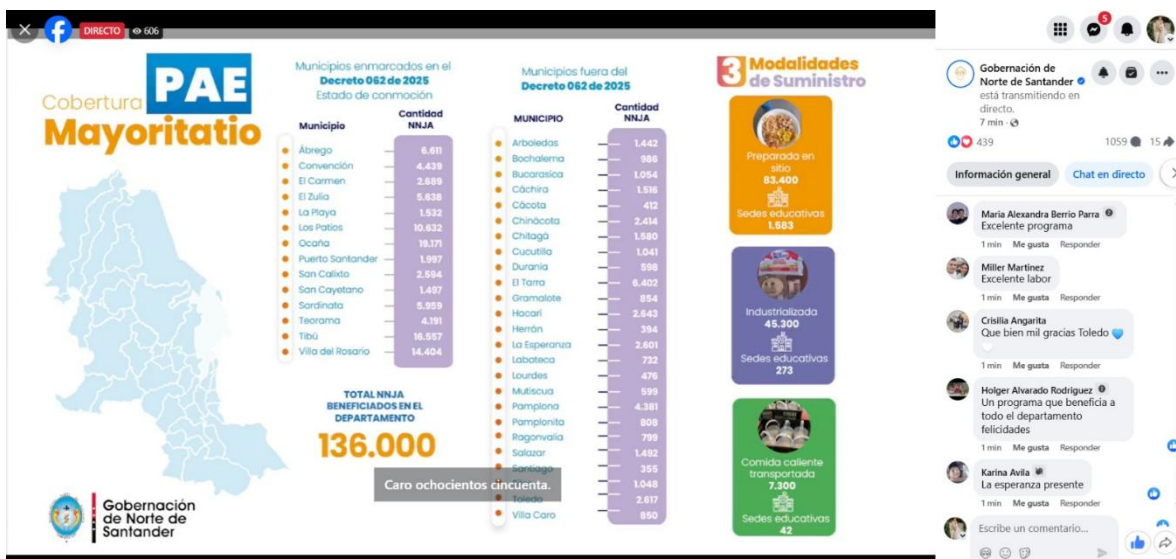 DIRECTO 606
Cobertura
PAE
Mayoritatio
Municipios enmarcados en el
Decreto 062 de 2025
Estado de conmoción
Municipio Cantidad NNJA
Ábrego 6.611
Convención 4.439
El Carmen 2.689
El Zulia 5.638
La Playa 1.532
Los Patios 10.632
Ocaña 19.171
Puerto Santander 1.997
San Calixto 2.594
San Cayetano 1.497
Sardinata 5.959
Teorama 4.191
Tibú 16.557
Villa del Rosario 14.404
TOTAL NNJA
BENEFICIADOS EN EL
DEPARTAMENTO
136.000
Municipios fuera del
Decreto 062 de 2025
MUNICIPIO Cantidad NNJA
Arboledas 1.442
Bochalema 986
Bucarasica 1.054
Cáchira 1.516
Cácota 412
Chinácota 2.414
Chitagá 1.580
Cucutilla 1.041
Durania 598
El Tarra 6.402
Gramalote 854
Hacarí 2.643
Herrán 394
La Esperanza 2.601
Labateca 732
Lourdes 476
Mutiscua 599
Pamplona 4.381
Pamplonita 808
Ragonvalia 799
Salazar 1.492
Santiago 355
1.048
Toledo 2.617
Villa Caro 850
Caro ochocientos cincuenta.
3 Modalidades
de Suministro
Preparada en
sitio
83.400
Sedes educativas
1.583
Industrializada
45.300
Sedes educativas
273
Comida caliente
transportada
7.300
Sedes educativas
42
Gobernación
de Norte de
Santander
5
Gobernación de
Norte de Santander
está transmitiendo en
directo.
7 min ·
439 1059 15
Información general Chat en directo
Maria Alexandra Berrio Parra
Excelente programa
1 min Me gusta Responder
Miller Martinez
Excelente labor
1 min Me gusta Responder
Crisilia Angarita
Que bien mil gracias Toledo 🩵
1 min Me gusta Responder
Holger Alvarado Rodriguez
Un programa que beneficia a
todo el departamento
felicidades
1 min Me gusta Responder
Karina Avila
La esperanza presente
1 min Me gusta Responder
Escribe un comentario...